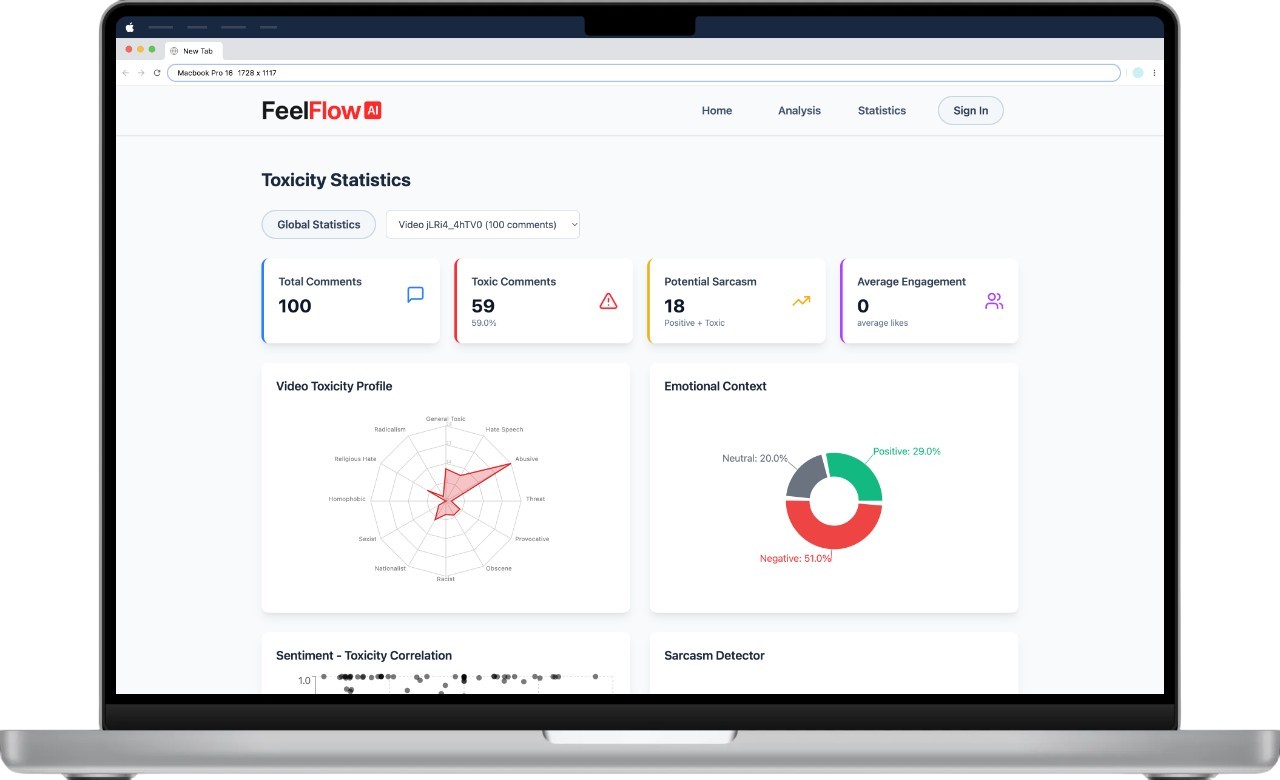 New Tab
Macbook Pro 16 1728 x 1117
FeelFlow AI
Home
Analysis
Statistics
Sign In
Toxicity Statistics
Global Statistics
Video jLRi4_4hTV0 (100 comments)
Total Comments
100
Toxic Comments
59
59.0%
Potential Sarcasm
18
Positive + Toxic
Average Engagement
0
average likes
Video Toxicity Profile
General Toxic
Hate Speech
Abusive
Threat
Provocative
Obscene
Racist
Nationalist
Sexist
Homophobic
Religious Hate
Radicalism
Emotional Context
Neutral: 20.0%
Positive: 29.0%
Negative: 51.0%
Sentiment - Toxicity Correlation
1.0
Sarcasm Detector